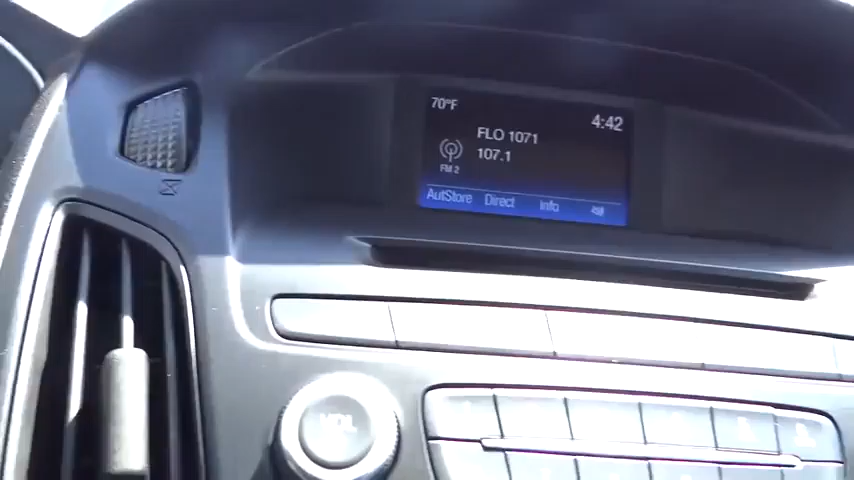 70°F
4:42
FLO 1071
107.1
FM 2
AutStore Direct Info
VOL